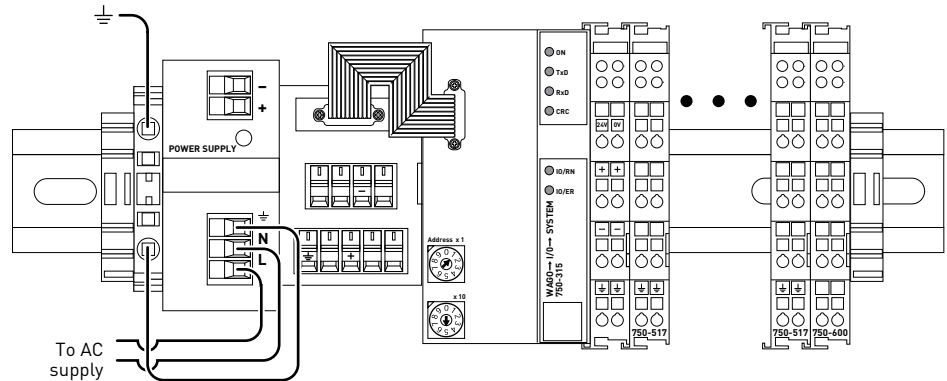 −
+
POWER SUPPLY
N
L
−
+
ON
TxD
RxD
CRC
IO/RN
IO/ER
Address x 1
x 10
WAGO→ I/O→ SYSTEM
750-315
24V 0V
+ +
− −
750-517
750-517 750-600
To AC
supply